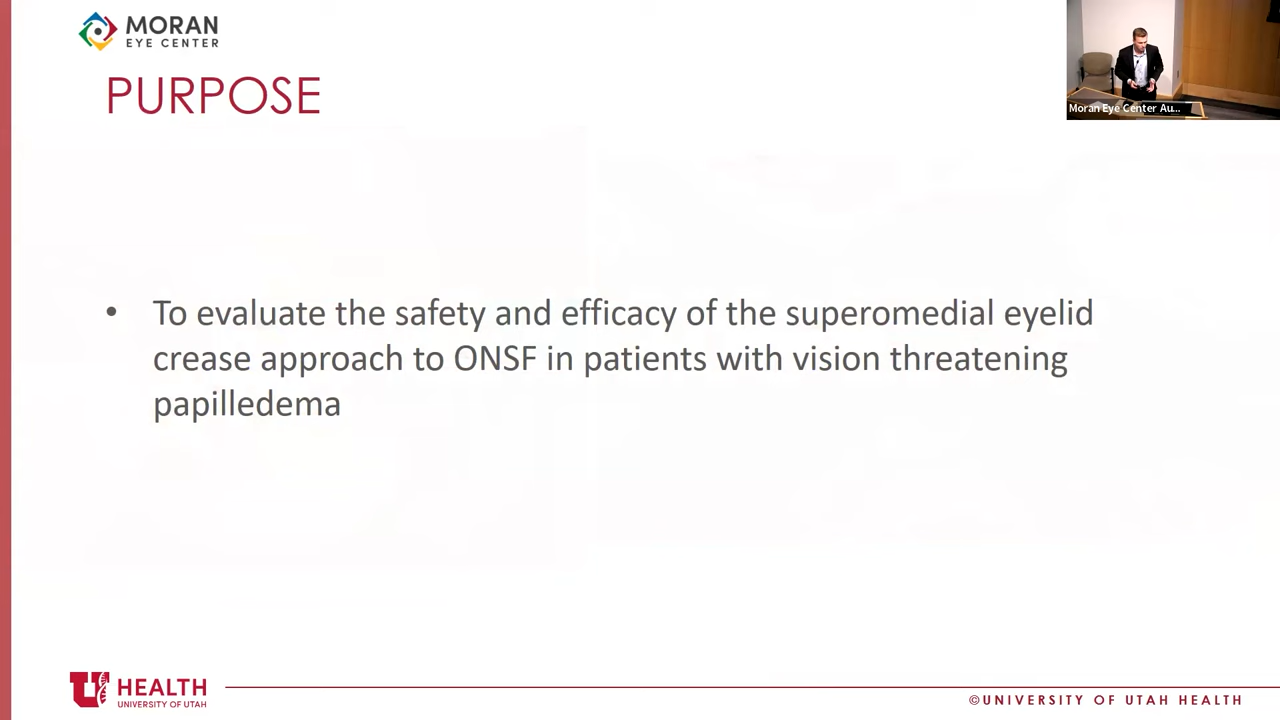 MORAN
EYE CENTER
PURPOSE
Moran Eye Center Au...
• To evaluate the safety and efficacy of the superomedial eyelid
crease approach to ONSF in patients with vision threatening
papilledema
U HEALTH
UNIVERSITY OF UTAH
©UNIVERSITY OF UTAH HEALTH